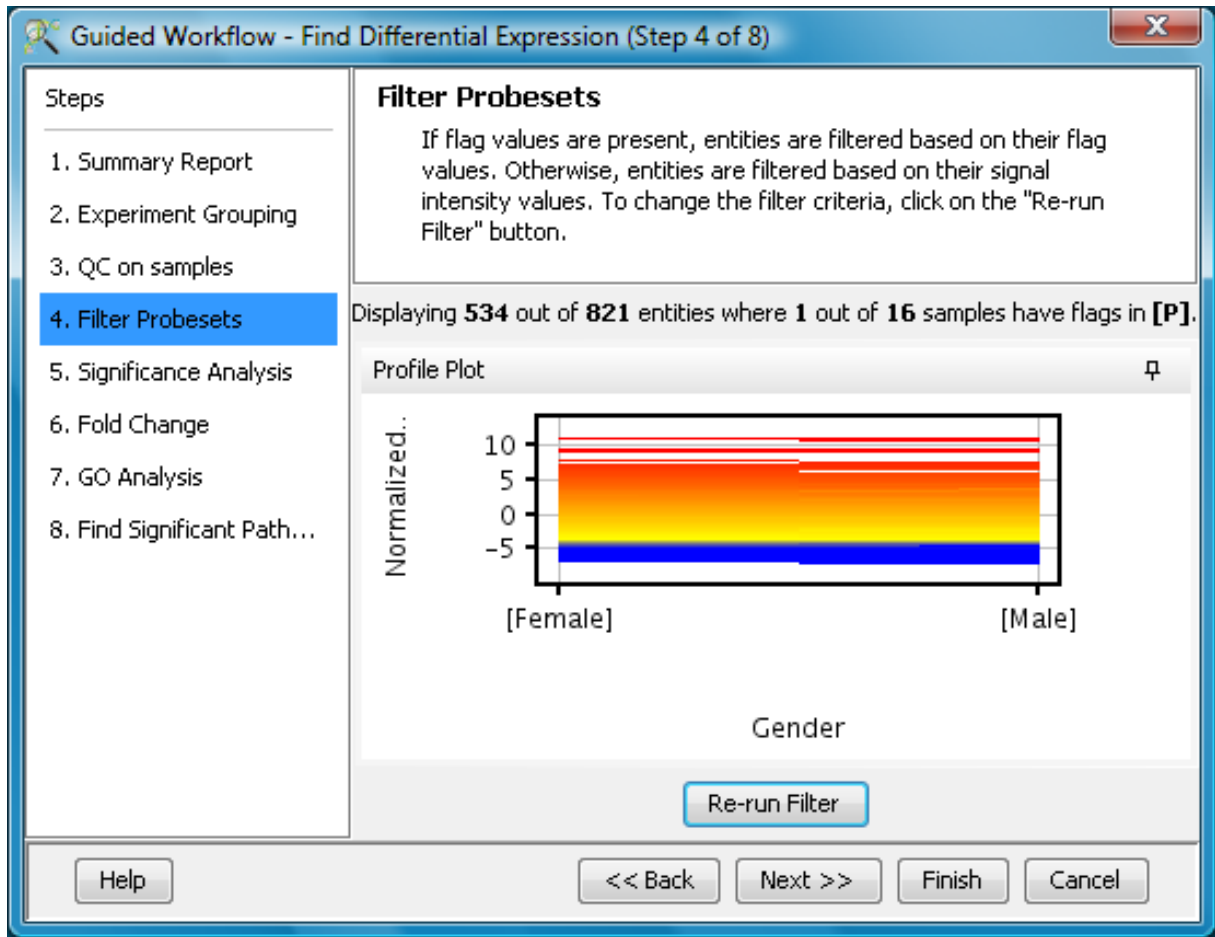 Guided Workflow - Find Differential Expression (Step 4 of 8)
Steps
1. Summary Report
2. Experiment Grouping
3. QC on samples
4. Filter Probesets
5. Significance Analysis
6. Fold Change
7. GO Analysis
8. Find Significant Path...
Filter Probesets
If flag values are present, entities are filtered based on their flag
values. Otherwise, entities are filtered based on their signal
intensity values. To change the filter criteria, click on the "Re-run
Filter" button.
Displaying 534 out of 821 entities where 1 out of 16 samples have flags in [P].
Profile Plot
Normalized..
10
5
0
-5
[Female] [Male]
Gender
Re-run Filter
Help << Back Next >> Finish Cancel